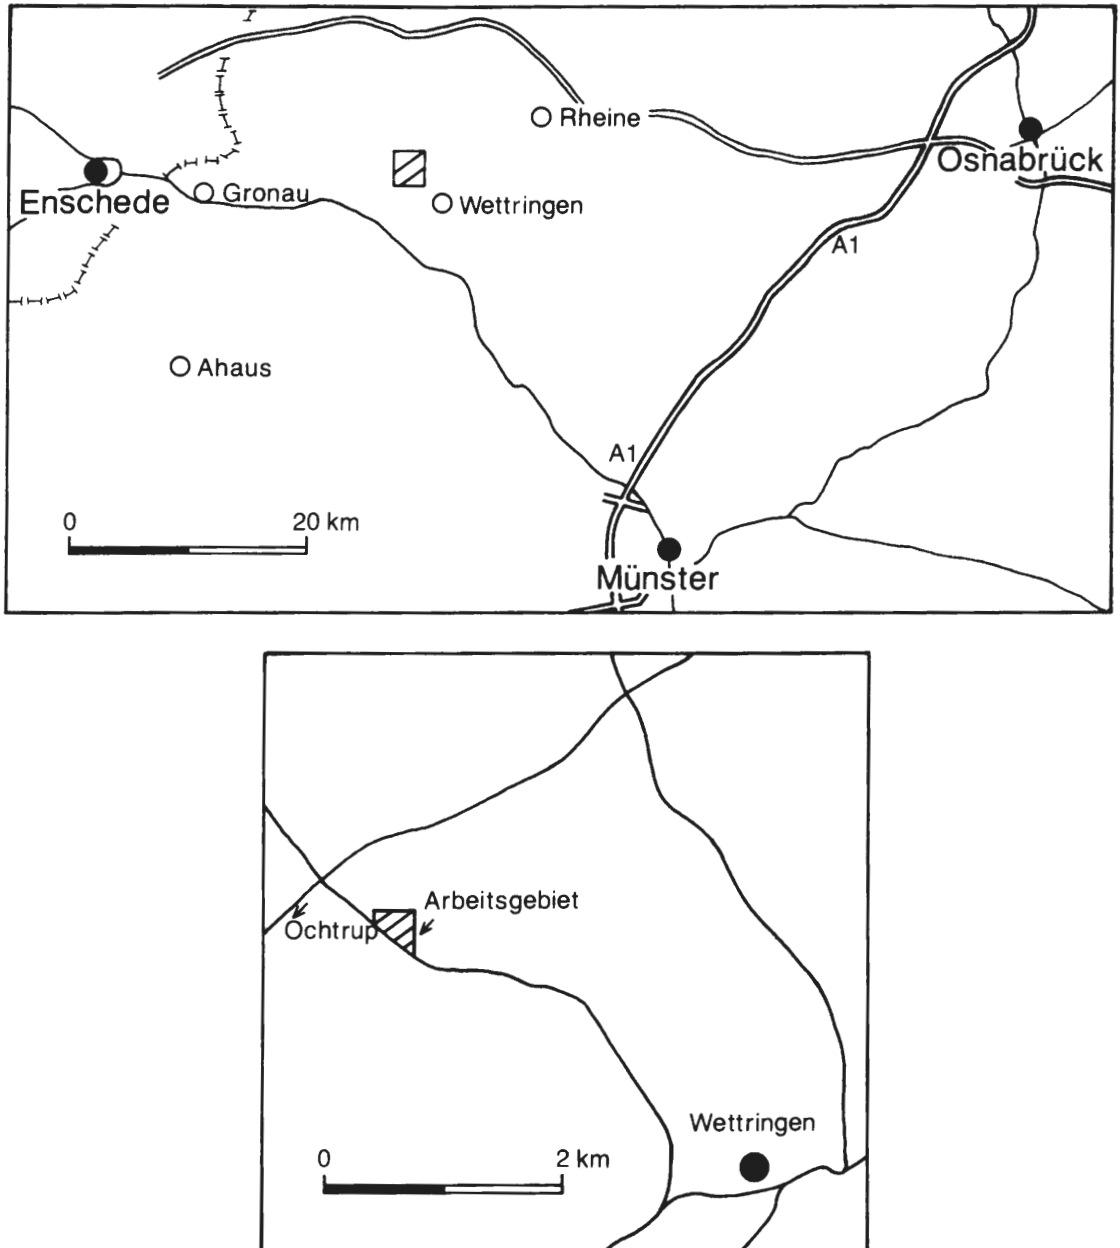 Rheine
Osnabrück
Enschede
Gronau
Wettringen
A1
Ahaus
A1
0 20 km
Münster
Arbeitsgebiet
Ochtrup
Wettringen
0 2 km